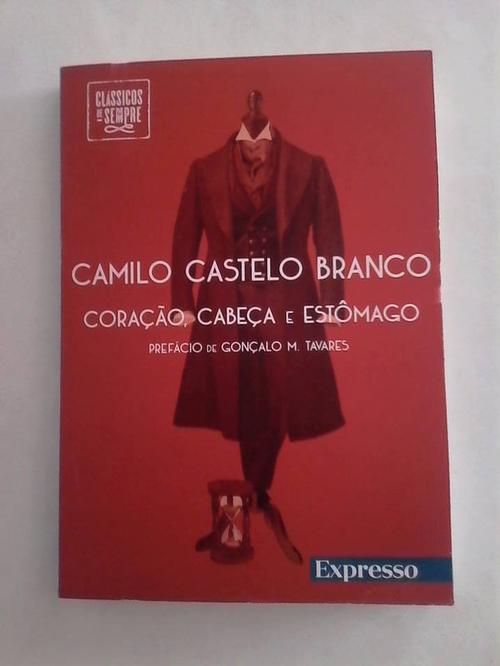 CLÁSSICOS
DE SEMPRE
CAMILO CASTELO BRANCO
CORAÇÃO, CABEÇA E ESTÔMAGO
PREFÁCIO DE GONÇALO M. TAVARES
Expresso